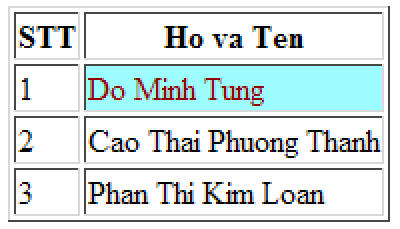 STT Ho va Ten
1 Do Minh Tung
2 Cao Thai Phuong Thanh
3 Phan Thi Kim Loan